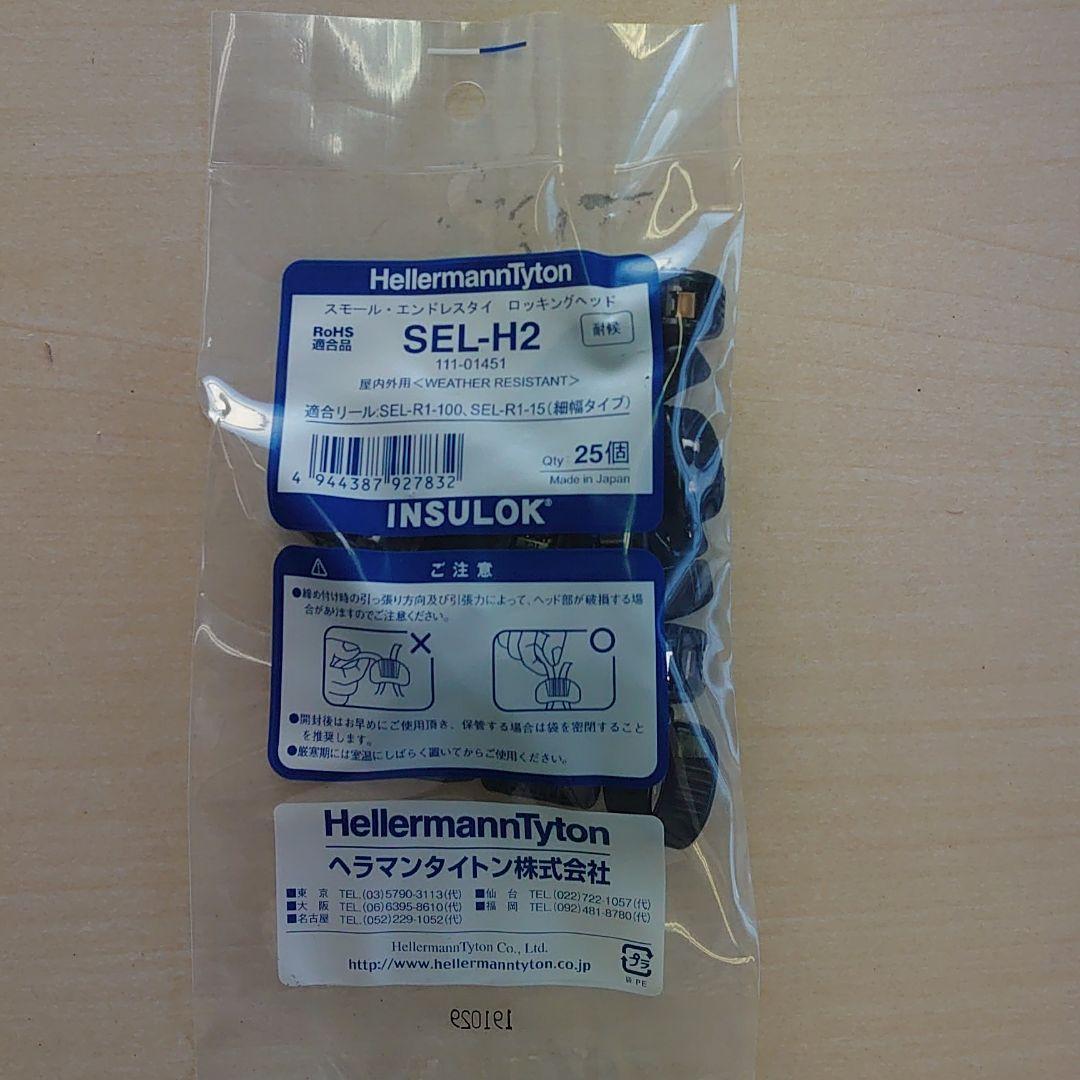 HellermannTyton
スモール・エンドレスタイ ロッキングヘッド
RoHS
適合品
SEL-H2
耐候
111-01451
屋内外用<WEATHER RESISTANT>
適合リール:SEL-R1-100、SEL-R1-15(細幅タイプ)
4 944387 927832
Qty: 25個
Made in Japan
INSULOK®
ご注意
●締め付け時の引っ張り方向及び引張力によって、ヘッド部が破損する場
合がありますのでご注意ください。
●開封後はお早めにご使用頂き、保管する場合は袋を密閉すること
を推奨します。
●厳寒期には室温にしばらく置いてからご使用ください。
HellermannTyton
ヘラマンタイトン株式会社
■東 京 TEL.(03)5790-3113(代) ■仙 台 TEL.(022)722-1057(代)
■大 阪 TEL.(06)6395-8610(代) ■福 岡 TEL.(092)481-8780(代)
■名古屋 TEL.(052)229-1052(代)
HellermannTyton Co., Ltd.
http://www.hellermanntyton.co.jp
プラ
袋:PE
191029